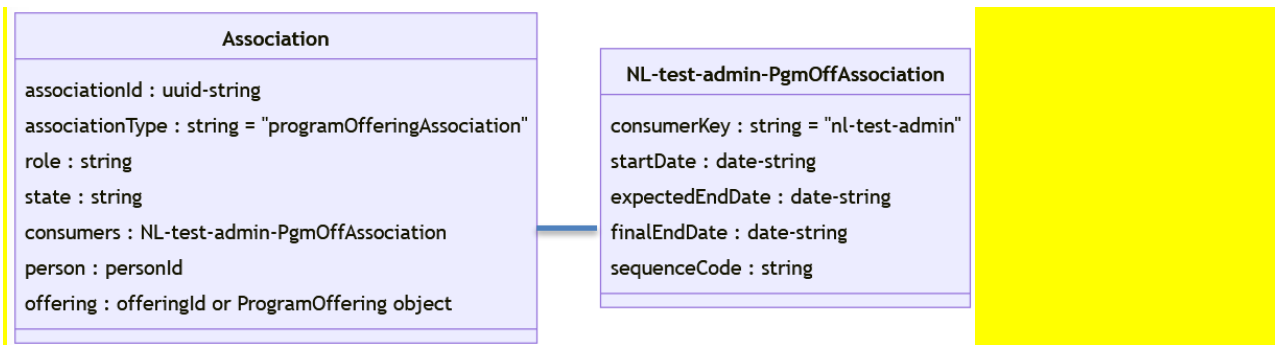 Association
associationId : uuid-string
associationType : string = "programOfferingAssociation"
role : string
state : string
consumers : NL-test-admin-PgmOffAssociation
person : personId
offering : offeringId or ProgramOffering object
NL-test-admin-PgmOffAssociation
consumerKey : string = "nl-test-admin"
startDate : date-string
expectedEndDate : date-string
finalEndDate : date-string
sequenceCode : string